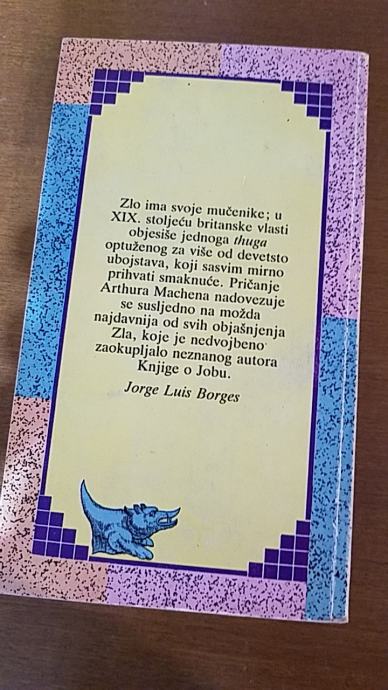 Zlo ima svoje mučenike; u
XIX. stoljeću britanske vlasti
objesiše jednoga thuga
optuženog za više od devetsto
ubojstava, koji sasvim mirno
prihvati smaknuće. Pričanje
Arthura Machena nadovezuje
se susljedno na možda
najdavnija od svih objašnjenja
Zla, koje je nedvojbeno
zaokupljalo neznanog autora
Knjige o Jobu.
Jorge Luis Borges